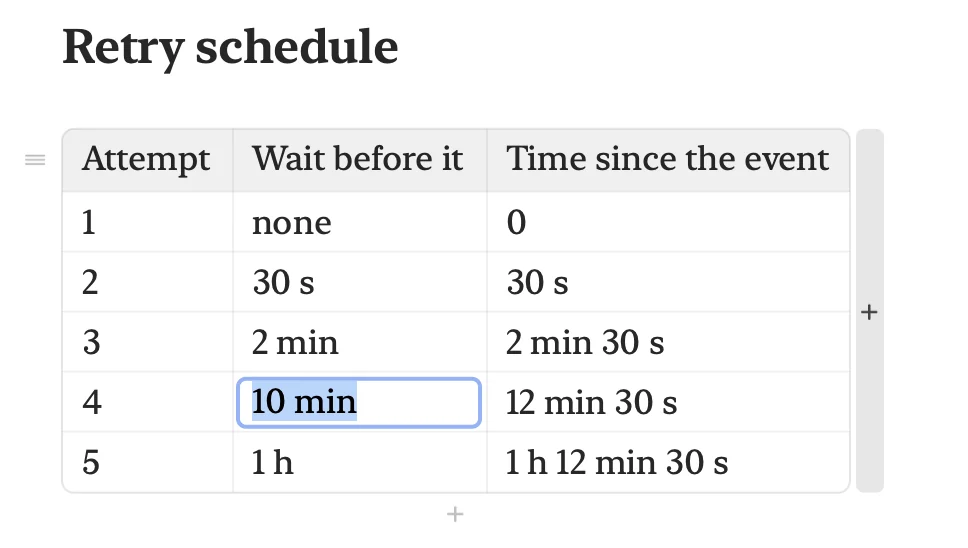 Retry schedule
Attempt Wait before it Time since the event
1 none 0
2 30 s 30 s
3 2 min 2 min 30 s
4 10 min 12 min 30 s
5 1 h 1 h 12 min 30 s